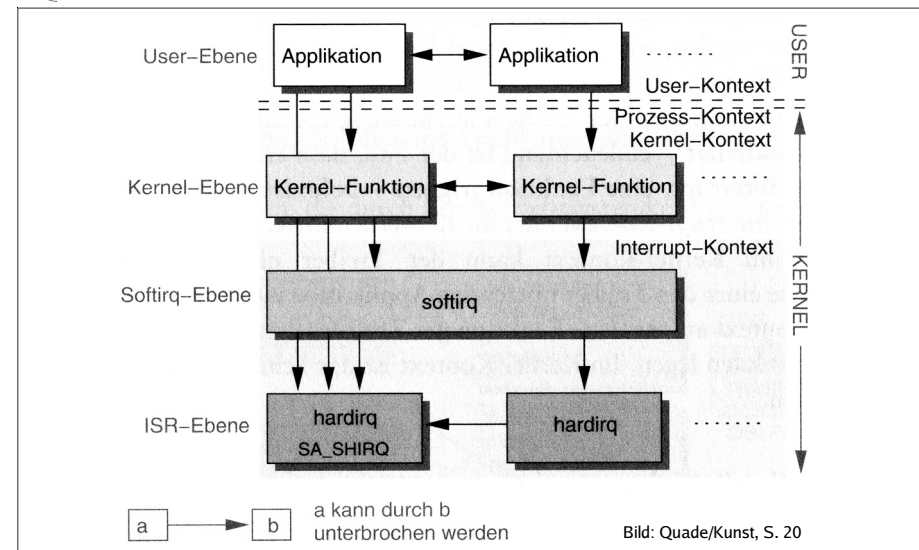 User–Ebene
Applikation
Applikation
USER
User–Kontext
Prozess–Kontext
Kernel–Kontext
Kernel–Ebene
Kernel–Funktion
Kernel–Funktion
Interrupt–Kontext
KERNEL
Softirq–Ebene
softirq
ISR–Ebene
hardirq
SA_SHIRQ
hardirq
a
b
a kann durch b
unterbrochen werden
Bild: Quade/Kunst, S. 20